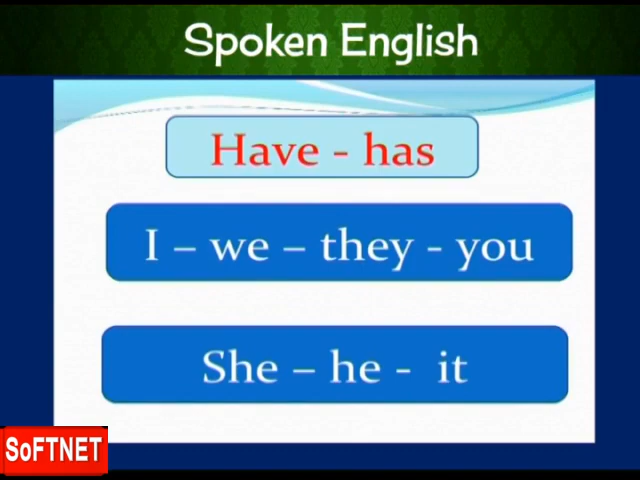 Spoken English
Have - has
I – we – they - you
She – he - it
SoFTNET